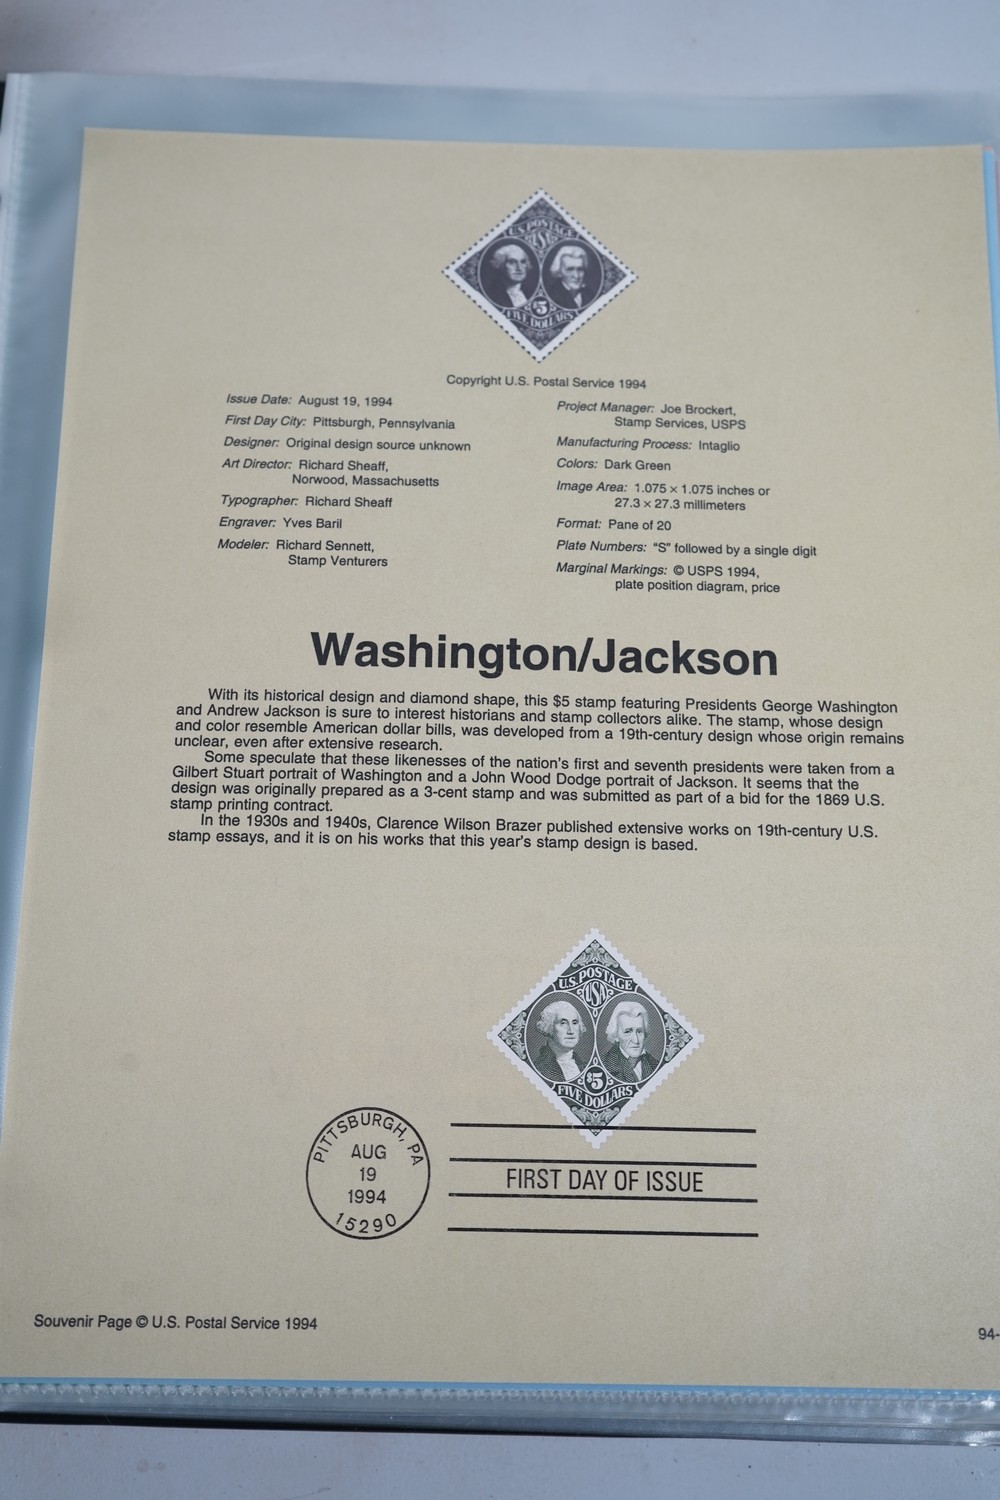 U.S. POSTAGE
USA
$5
FIVE DOLLARS
Copyright U.S. Postal Service 1994
Issue Date: August 19, 1994
First Day City: Pittsburgh, Pennsylvania
Designer: Original design source unknown
Art Director: Richard Sheaff,
Norwood, Massachusetts
Typographer: Richard Sheaff
Engraver: Yves Baril
Modeler: Richard Sennett,
Stamp Venturers
Project Manager: Joe Brockert,
Stamp Services, USPS
Manufacturing Process: Intaglio
Colors: Dark Green
Image Area: 1.075 × 1.075 inches or
27.3 × 27.3 millimeters
Format: Pane of 20
Plate Numbers: “S” followed by a single digit
Marginal Markings: © USPS 1994,
plate position diagram, price
Washington/Jackson
With its historical design and diamond shape, this $5 stamp featuring Presidents George Washington
and Andrew Jackson is sure to interest historians and stamp collectors alike. The stamp, whose design
and color resemble American dollar bills, was developed from a 19th-century design whose origin remains
unclear, even after extensive research.
Some speculate that these likenesses of the nation's first and seventh presidents were taken from a
Gilbert Stuart portrait of Washington and a John Wood Dodge portrait of Jackson. It seems that the
design was originally prepared as a 3-cent stamp and was submitted as part of a bid for the 1869 U.S.
stamp printing contract.
In the 1930s and 1940s, Clarence Wilson Brazer published extensive works on 19th-century U.S.
stamp essays, and it is on his works that this year's stamp design is based.
U.S. POSTAGE
USA
$5
FIVE DOLLARS
PITTSBURGH, PA
AUG
19
1994
15290
FIRST DAY OF ISSUE
Souvenir Page © U.S. Postal Service 1994
94-